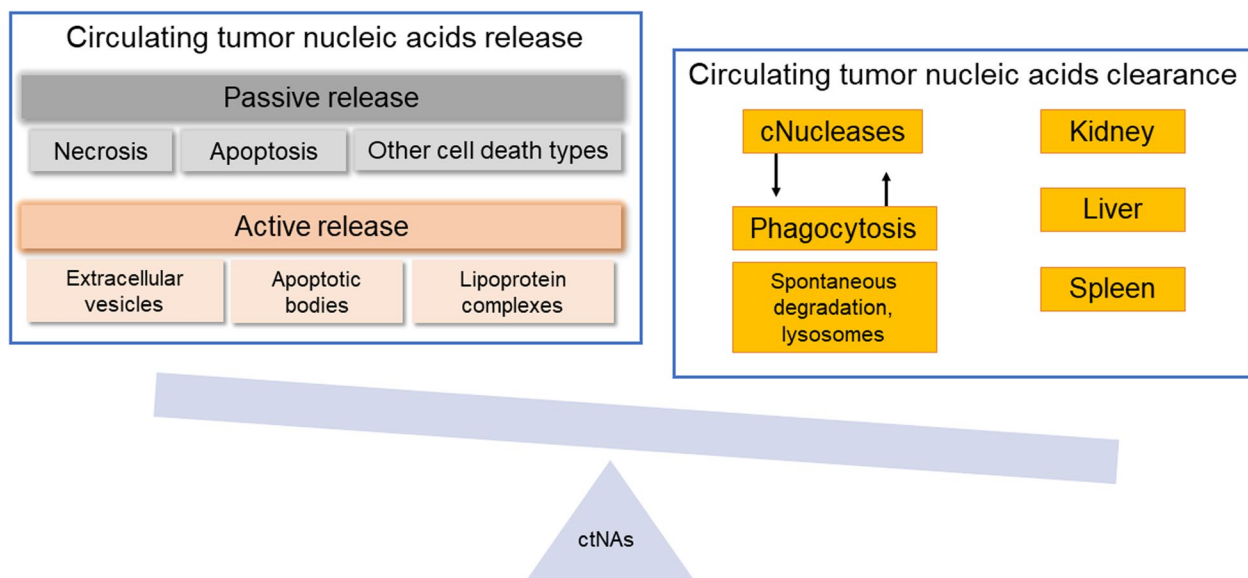 Circulating tumor nucleic acids release
Passive release
Necrosis
Apoptosis
Other cell death types
Active release
Extracellular
vesicles
Apoptotic
bodies
Lipoprotein
complexes
Circulating tumor nucleic acids clearance
cNucleases
Phagocytosis
Spontaneous
degradation,
lysosomes
Kidney
Liver
Spleen
ctNAs